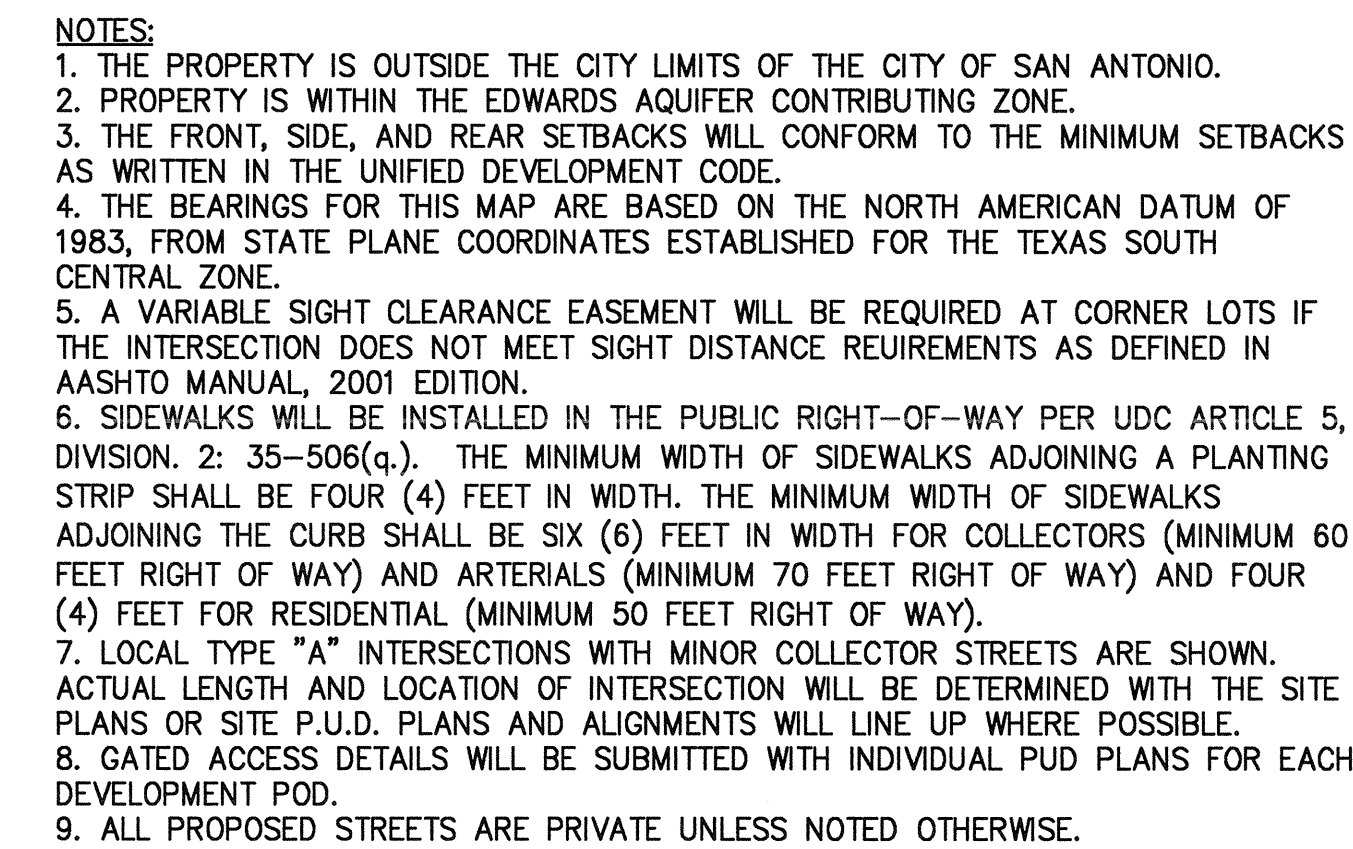 NOTES:
1. THE PROPERTY IS OUTSIDE THE CITY LIMITS OF THE CITY OF SAN ANTONIO.
2. PROPERTY IS WITHIN THE EDWARDS AQUIFER CONTRIBUTING ZONE.
3. THE FRONT, SIDE, AND REAR SETBACKS WILL CONFORM TO THE MINIMUM SETBACKS
AS WRITTEN IN THE UNIFIED DEVELOPMENT CODE.
4. THE BEARINGS FOR THIS MAP ARE BASED ON THE NORTH AMERICAN DATUM OF
1983, FROM STATE PLANE COORDINATES ESTABLISHED FOR THE TEXAS SOUTH
CENTRAL ZONE.
5. A VARIABLE SIGHT CLEARANCE EASEMENT WILL BE REQUIRED AT CORNER LOTS IF
THE INTERSECTION DOES NOT MEET SIGHT DISTANCE REUIREMENTS AS DEFINED IN
AASHTO MANUAL, 2001 EDITION.
6. SIDEWALKS WILL BE INSTALLED IN THE PUBLIC RIGHT-OF-WAY PER UDC ARTICLE 5,
DIVISION. 2: 35-506(q.). THE MINIMUM WIDTH OF SIDEWALKS ADJOINING A PLANTING
STRIP SHALL BE FOUR (4) FEET IN WIDTH. THE MINIMUM WIDTH OF SIDEWALKS
ADJOINING THE CURB SHALL BE SIX (6) FEET IN WIDTH FOR COLLECTORS (MINIMUM 60
FEET RIGHT OF WAY) AND ARTERIALS (MINIMUM 70 FEET RIGHT OF WAY) AND FOUR
(4) FEET FOR RESIDENTIAL (MINIMUM 50 FEET RIGHT OF WAY).
7. LOCAL TYPE "A" INTERSECTIONS WITH MINOR COLLECTOR STREETS ARE SHOWN.
ACTUAL LENGTH AND LOCATION OF INTERSECTION WILL BE DETERMINED WITH THE SITE
PLANS OR SITE P.U.D. PLANS AND ALIGNMENTS WILL LINE UP WHERE POSSIBLE.
8. GATED ACCESS DETAILS WILL BE SUBMITTED WITH INDIVIDUAL PUD PLANS FOR EACH
DEVELOPMENT POD.
9. ALL PROPOSED STREETS ARE PRIVATE UNLESS NOTED OTHERWISE.